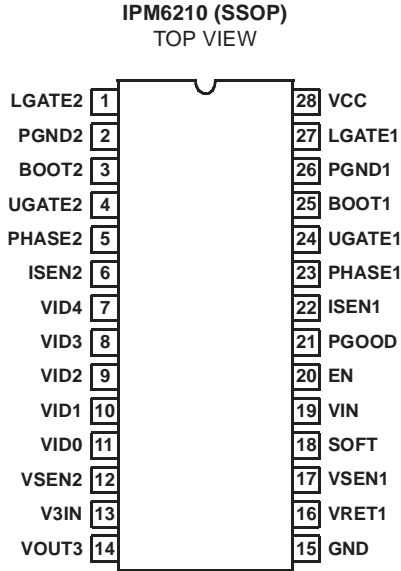 IPM6210 (SSOP)
TOP VIEW
LGATE2 1 28 VCC
PGND2 2 27 LGATE1
BOOT2 3 26 PGND1
UGATE2 4 25 BOOT1
PHASE2 5 24 UGATE1
ISEN2 6 23 PHASE1
VID4 7 22 ISEN1
VID3 8 21 PGOOD
VID2 9 20 EN
VID1 10 19 VIN
VID0 11 18 SOFT
VSEN2 12 17 VSEN1
V3IN 13 16 VRET1
VOUT3 14 15 GND